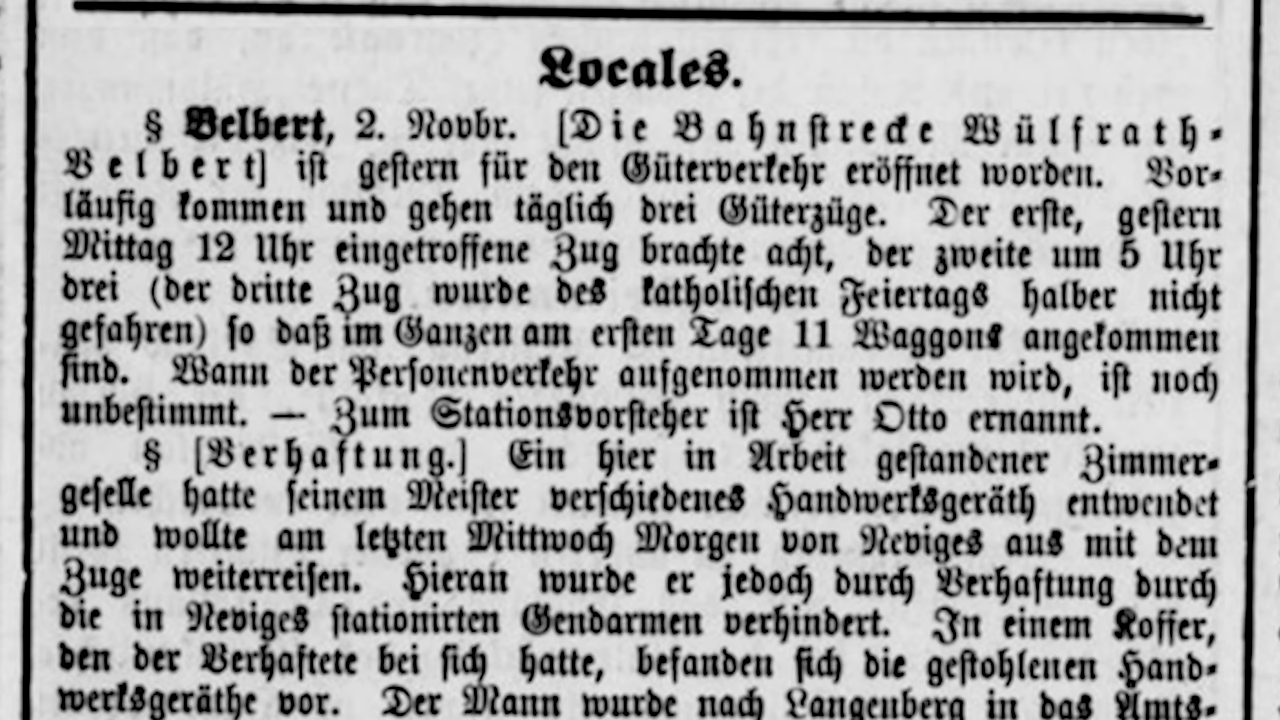 Locales.
§ Velbert, 2. Novbr. [Die Bahnstrecke Wülfrath-
Velbert] ist gestern für den Güterverkehr eröffnet worden. Vor-
läufig kommen und gehen täglich drei Güterzüge. Der erste, gestern
Mittag 12 Uhr eingetroffene Zug brachte acht, der zweite um 5 Uhr
drei (der dritte Zug wurde des katholischen Feiertags halber nicht
gefahren) so daß im Ganzen am ersten Tage 11 Waggons angekommen
sind. Wann der Personenverkehr aufgenommen werden wird, ist noch
unbestimmt. — Zum Stationsvorsteher ist Herr Otto ernannt.
§ [Verhaftung.] Ein hier in Arbeit gestandener Zimmer-
geselle hatte seinem Meister verschiedenes Handwerksgeräth entwendet
und wollte am letzten Mittwoch Morgen von Neviges aus mit dem
Zuge weiterreisen. Hieran wurde er jedoch durch Verhaftung durch
die in Neviges stationirten Gendarmen verhindert. In einem Koffer,
den der Verhaftete bei sich hatte, befanden sich die gestohlenen Hand-
werksgeräthe vor. Der Mann wurde nach Langenberg in das Amts-